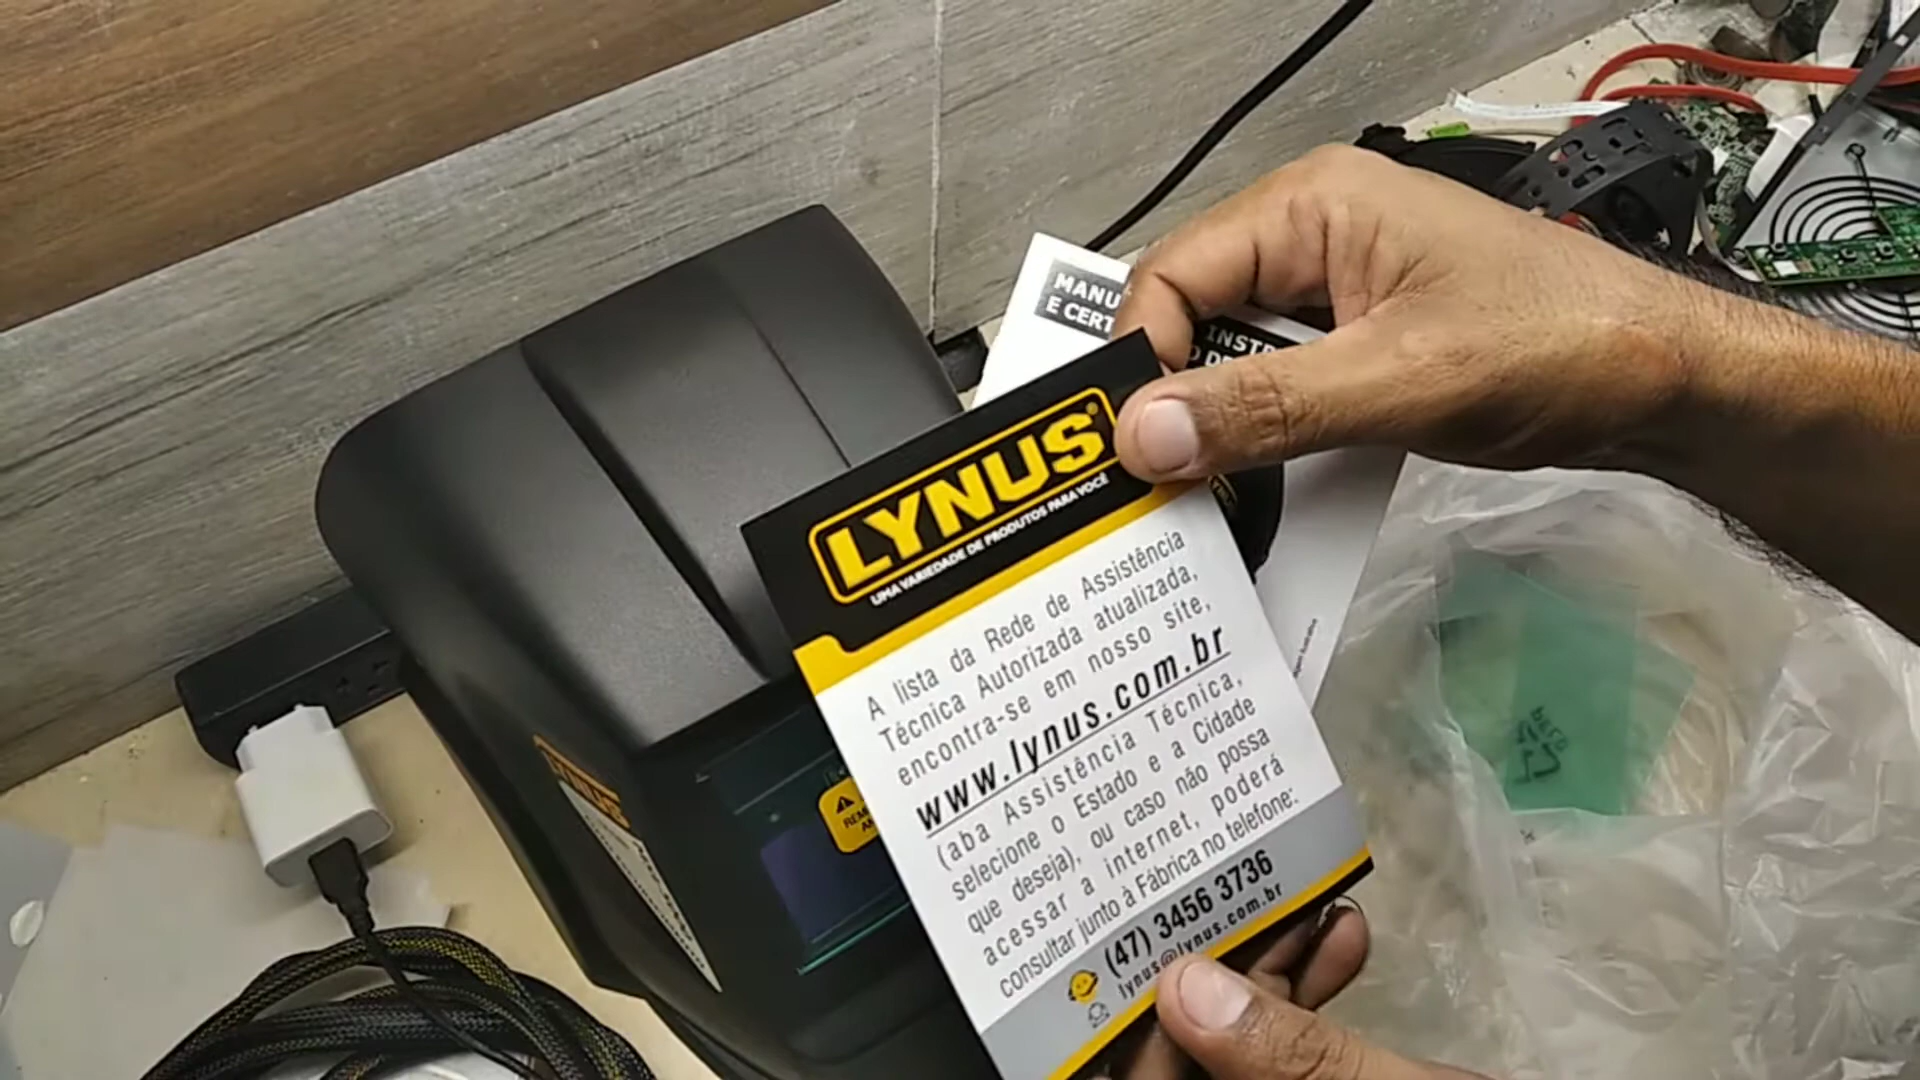 MANU
E CERT
INSTR
O DE
LYNUS
UMA VARIEDADE DE PRODUTOS PARA VOCÊ
A lista da Rede de Assistência
Técnica Autorizada atualizada,
encontra-se em nosso site,
www.lynus.com.br
(aba Assistência Técnica,
selecione o Estado e a Cidade
que deseja), ou caso não possa
acessar a internet, poderá
consultar junto à Fábrica no telefone:
(47) 3456 3736
lynus@lynus.com.br